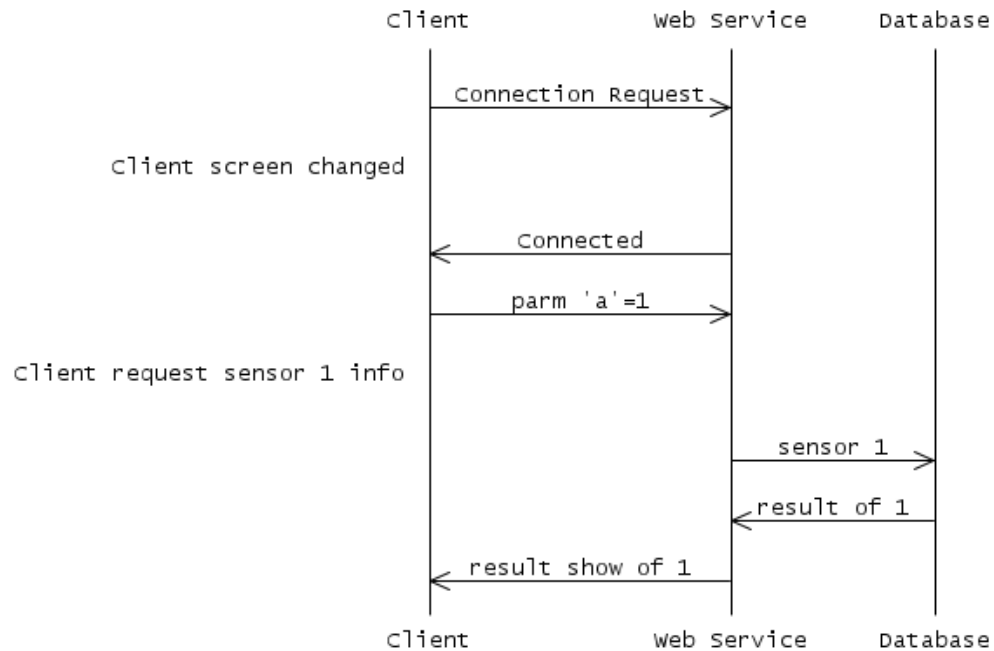 Client Web Service Database
Connection Request
Client screen changed
Connected
parm 'a'=1
Client request sensor 1 info
sensor 1
result of 1
result show of 1
Client Web Service Database